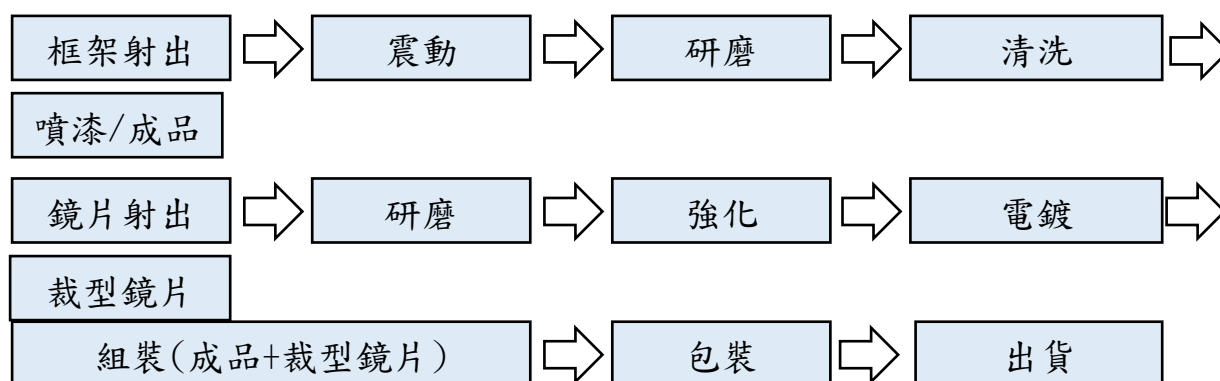 框架射出 震動 研磨 清洗
噴漆/成品
鏡片射出 研磨 強化 電鍍
裁型鏡片
組裝(成品+裁型鏡片) 包裝 出貨